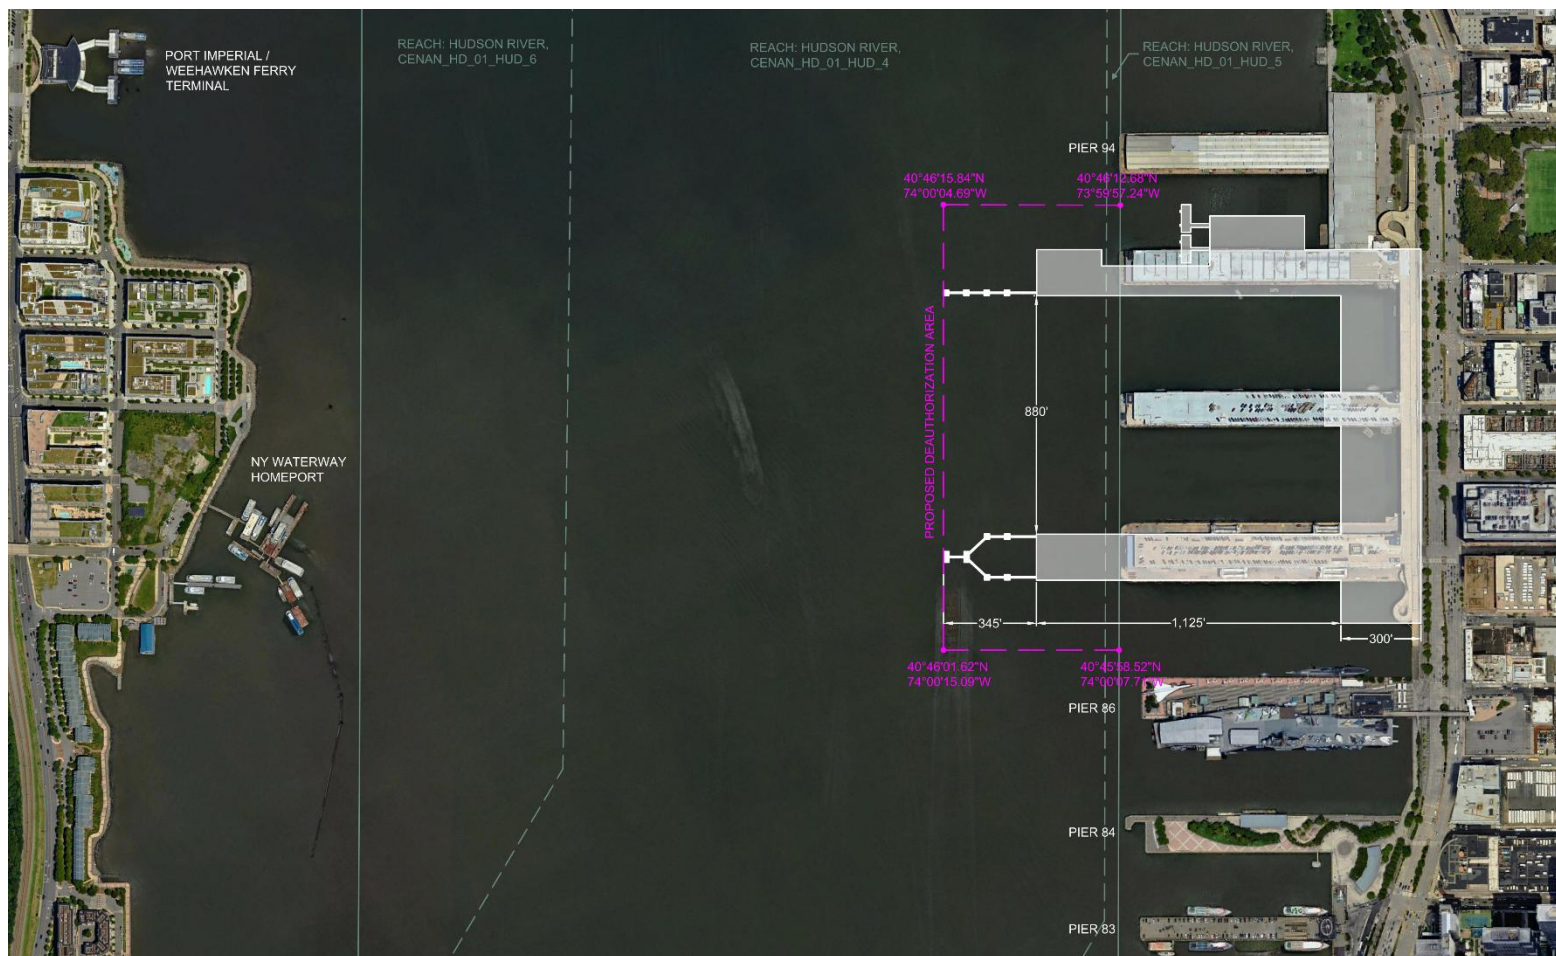 PORT IMPERIAL /
WEEHAWKEN FERRY
TERMINAL
REACH: HUDSON RIVER,
CENAN_HD_01_HUD_6
REACH: HUDSON RIVER,
CENAN_HD_01_HUD_4
REACH: HUDSON RIVER,
CENAN_HD_01_HUD_5
PIER 94
40°46'15.84"N
74°00'04.69"W
40°46'12.68"N
73°59'57.24"W
PROPOSED DEAUTHORIZATION AREA
880'
NY WATERWAY
HOMEPORT
345'
1,125'
300'
40°46'01.62"N
74°00'15.09"W
40°45'58.52"N
74°00'07.71"W
PIER 86
PIER 84
PIER 83